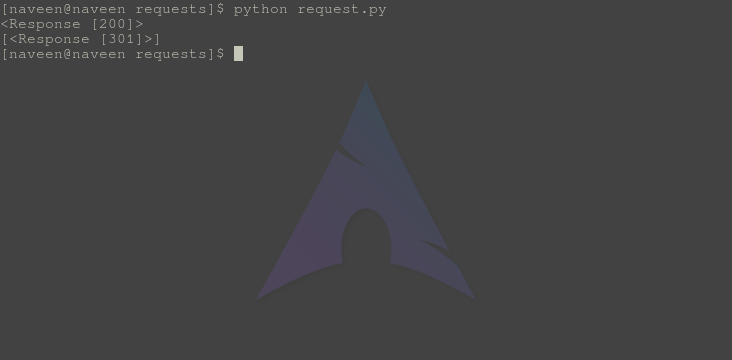 [naveen@naveen requests]$ python request.py
<Response [200]>
[<Response [301]>]
[naveen@naveen requests]$